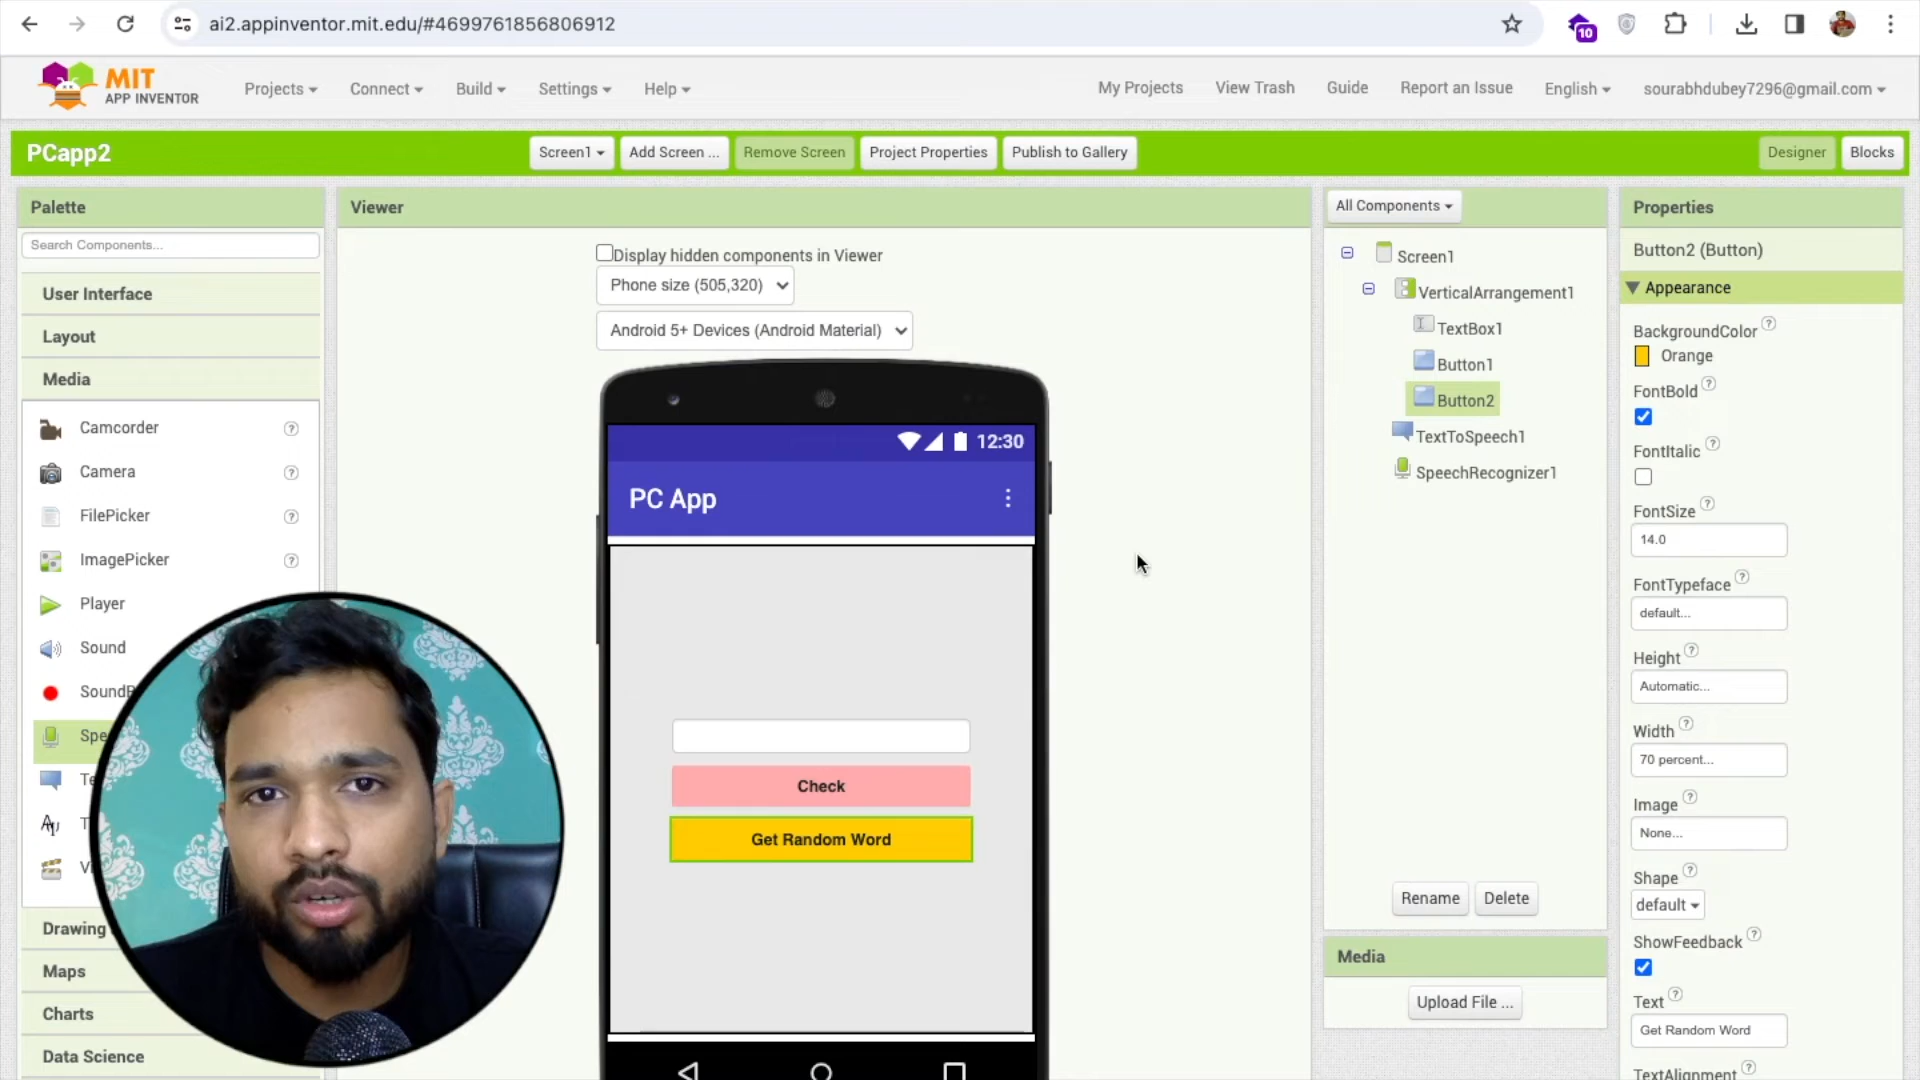 ai2.appinventor.mit.edu/#4699761856806912
10
MIT
APP INVENTOR
Projects
Connect
Build
Settings
Help
My Projects
View Trash
Guide
Report an Issue
English
sourabhdubey7296@gmail.com
PCapp2
Screen1
Add Screen ...
Remove Screen
Project Properties
Publish to Gallery
Designer
Blocks
Palette
Search Components...
User Interface
Layout
Media
Camcorder
Camera
FilePicker
ImagePicker
Player
Sound
Drawing
Maps
Charts
Data Science
Viewer
Display hidden components in Viewer
Phone size (505,320)
Android 5+ Devices (Android Material)
12:30
PC App
Check
Get Random Word
All Components
Screen1
VerticalArrangement1
TextBox1
Button1
Button2
TextToSpeech1
SpeechRecognizer1
Rename
Delete
Media
Upload File ...
Properties
Button2 (Button)
Appearance
BackgroundColor
Orange
FontBold
FontItalic
FontSize
14.0
FontTypeface
default...
Height
Automatic...
Width
70 percent...
Image
None...
Shape
default
ShowFeedback
Text
Get Random Word
TextAlignment